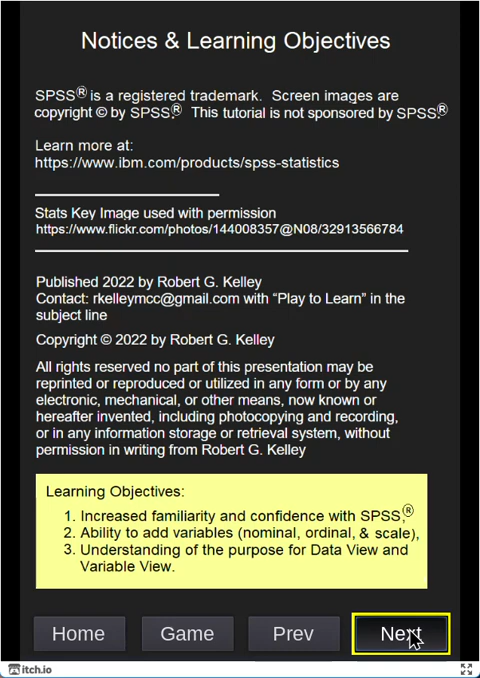 Notices & Learning Objectives
SPSS® is a registered trademark. Screen images are
copyright © by SPSS®. This tutorial is not sponsored by SPSS®.
Learn more at:
https://www.ibm.com/products/spss-statistics
Stats Key Image used with permission
https://www.flickr.com/photos/144008357@N08/32913566784
Published 2022 by Robert G. Kelley
Contact: rkelleymcc@gmail.com with “Play to Learn” in the
subject line
Copyright © 2022 by Robert G. Kelley
All rights reserved no part of this presentation may be
reprinted or reproduced or utilized in any form or by any
electronic, mechanical, or other means, now known or
hereafter invented, including photocopying and recording,
or in any information storage or retrieval system, without
permission in writing from Robert G. Kelley
Learning Objectives:
1. Increased familiarity and confidence with SPSS®,
2. Ability to add variables (nominal, ordinal, & scale),
3. Understanding of the purpose for Data View and
Variable View.
Home Game Prev Next
itch.io